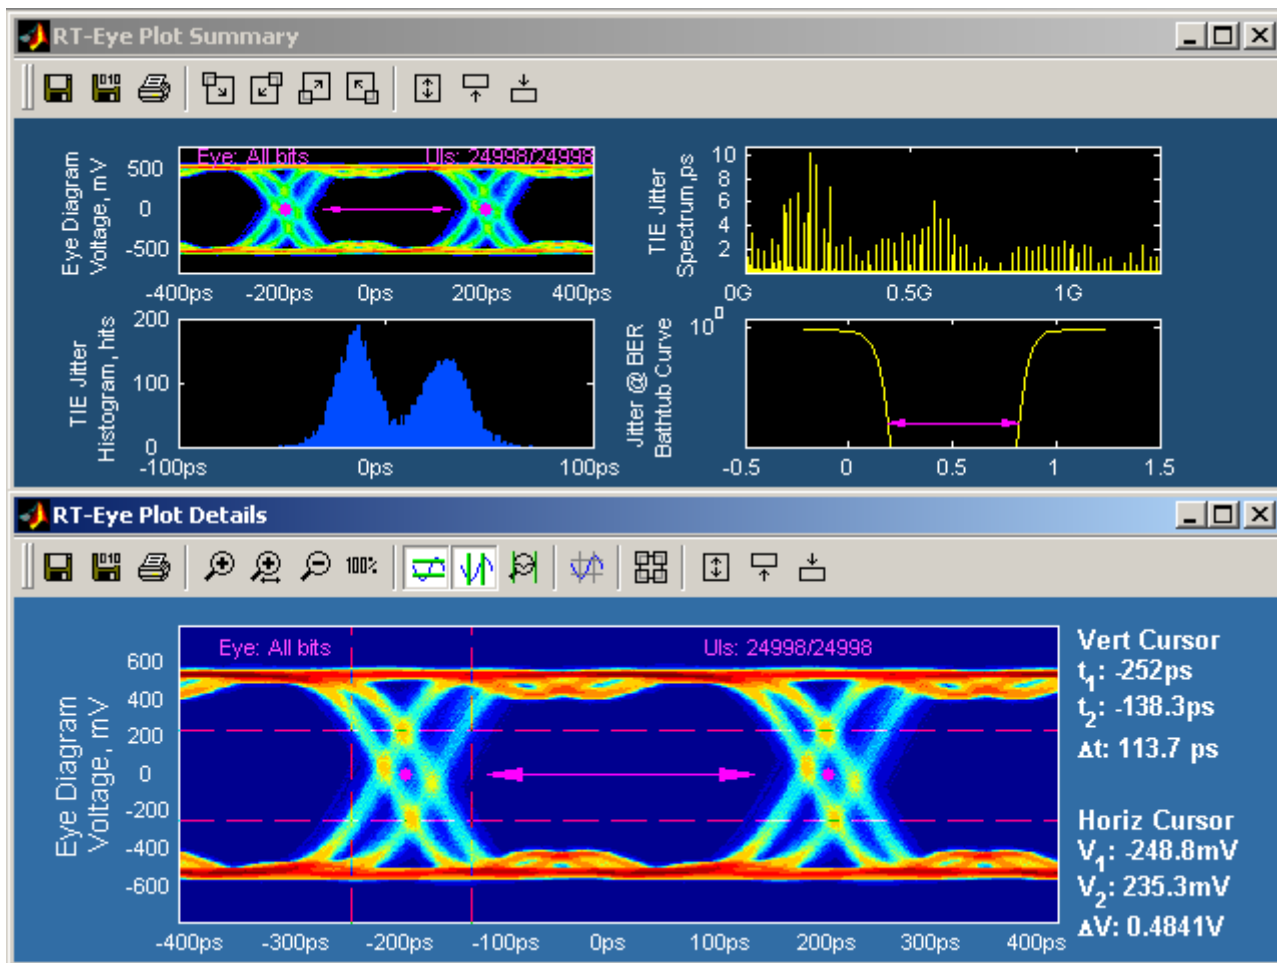 RT-Eye Plot Summary
010
Eye Diagram
Voltage, mV
500
0
-500
Eye: All bits
UIs: 24998/24998
-400ps
-200ps
0ps
200ps
400ps
TIE Jitter
Spectrum,ps
10
8
6
4
2
0G
0.5G
1G
TIE Jitter
Histogram, hits
200
100
0
-100ps
0ps
100ps
Jitter @ BER
Bathtub Curve
10⁰
-0.5
0
0.5
1
1.5
RT-Eye Plot Details
010
100%
Eye Diagram
Voltage, mV
600
400
200
0
-200
-400
-600
Eye: All bits
UIs: 24998/24998
-400ps
-300ps
-200ps
-100ps
0ps
100ps
200ps
300ps
400ps
Vert Cursor
t₁: -252ps
t₂: -138.3ps
Δt: 113.7 ps
Horiz Cursor
V₁: -248.8mV
V₂: 235.3mV
ΔV: 0.4841V